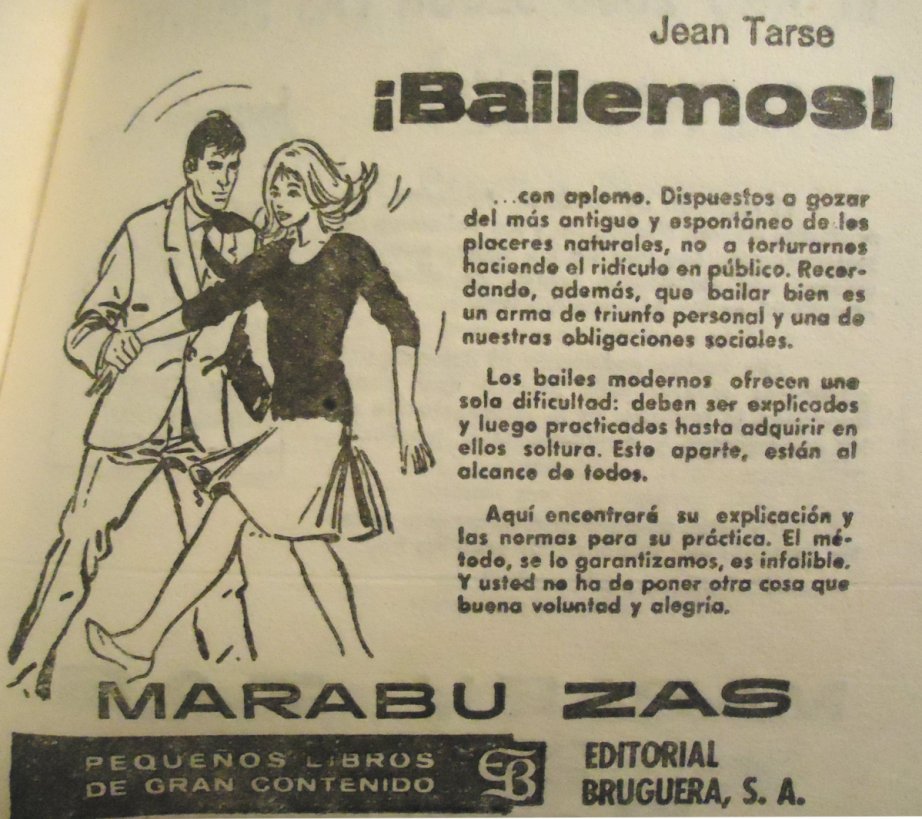 Jean Tarse
¡Bailemos!
...con aplomo. Dispuestos a gozar
del más antiguo y espontáneo de los
placeres naturales, no a torturarnos
haciendo el ridículo en público. Recor-
dando, además, que bailar bien es
un arma de triunfo personal y una de
nuestras obligaciones sociales.
Los bailes modernos ofrecen una
sola dificultad: deben ser explicados
y luego practicados hasta adquirir en
ellos soltura. Esto aparte, están al
alcance de todos.
Aquí encontrará su explicación y
las normas para su práctica. El mé-
todo, se lo garantizamos, es infalible.
Y usted no ha de poner otra cosa que
buena voluntad y alegría.
MARABU ZAS
PEQUEÑOS LIBROS
DE GRAN CONTENIDO
EB
EDITORIAL
BRUGUERA, S. A.